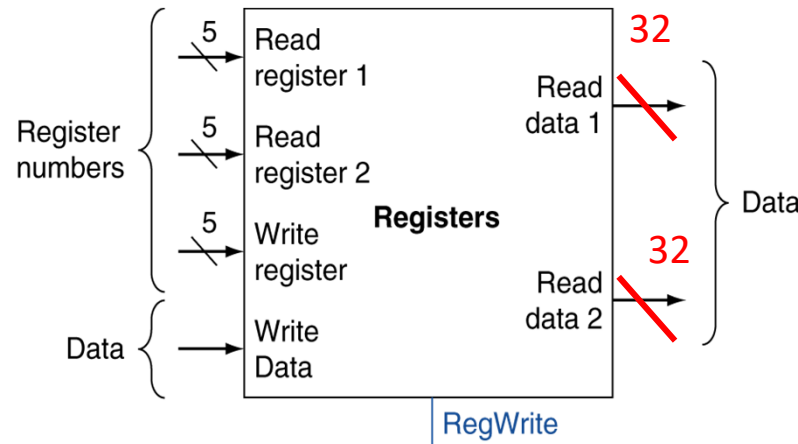 Register
numbers
Data
5
Read
register 1
5
Read
register 2
5
Write
register
Write
Data
Registers
32
Read
data 1
32
Read
data 2
Data
RegWrite